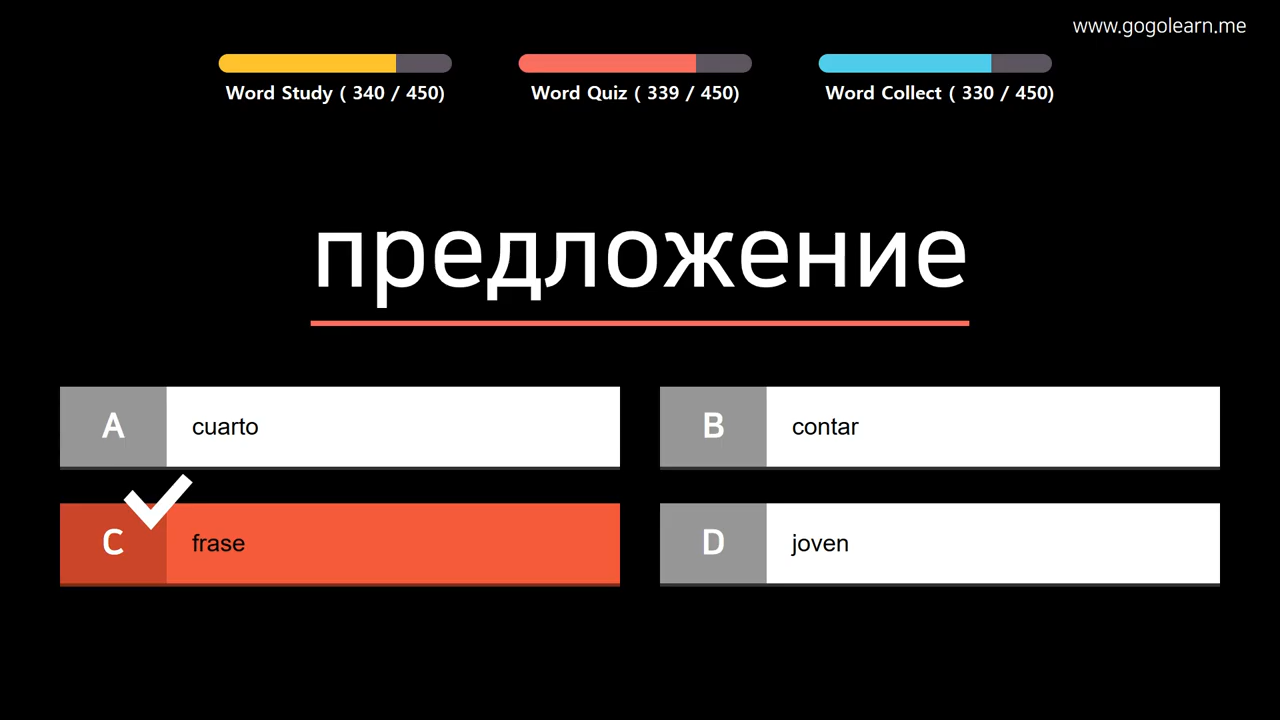 www.gogolearn.me
Word Study ( 340 / 450)
Word Quiz ( 339 / 450)
Word Collect ( 330 / 450)
предложение
A cuarto
B contar
C frase
D joven